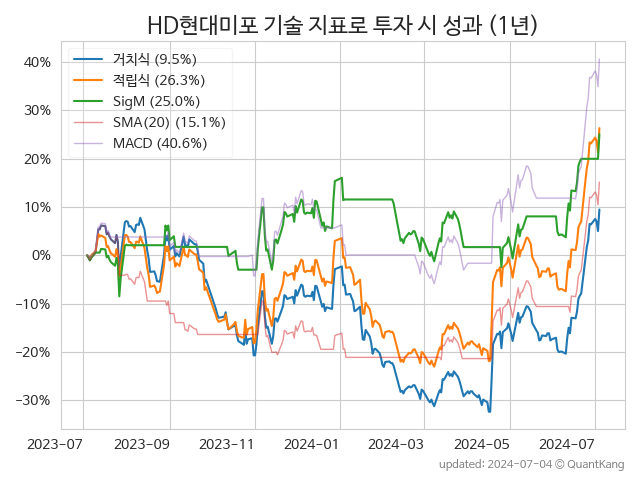 HD현대미포 기술 지표로 투자 시 성과 (1년)
거치식 (9.5%)
적립식 (26.3%)
SigM (25.0%)
SMA(20) (15.1%)
MACD (40.6%)
40%
30%
20%
10%
0%
−10%
−20%
−30%
2023-07 2023-09 2023-11 2024-01 2024-03 2024-05 2024-07
updated: 2024-07-04 © QuantKang